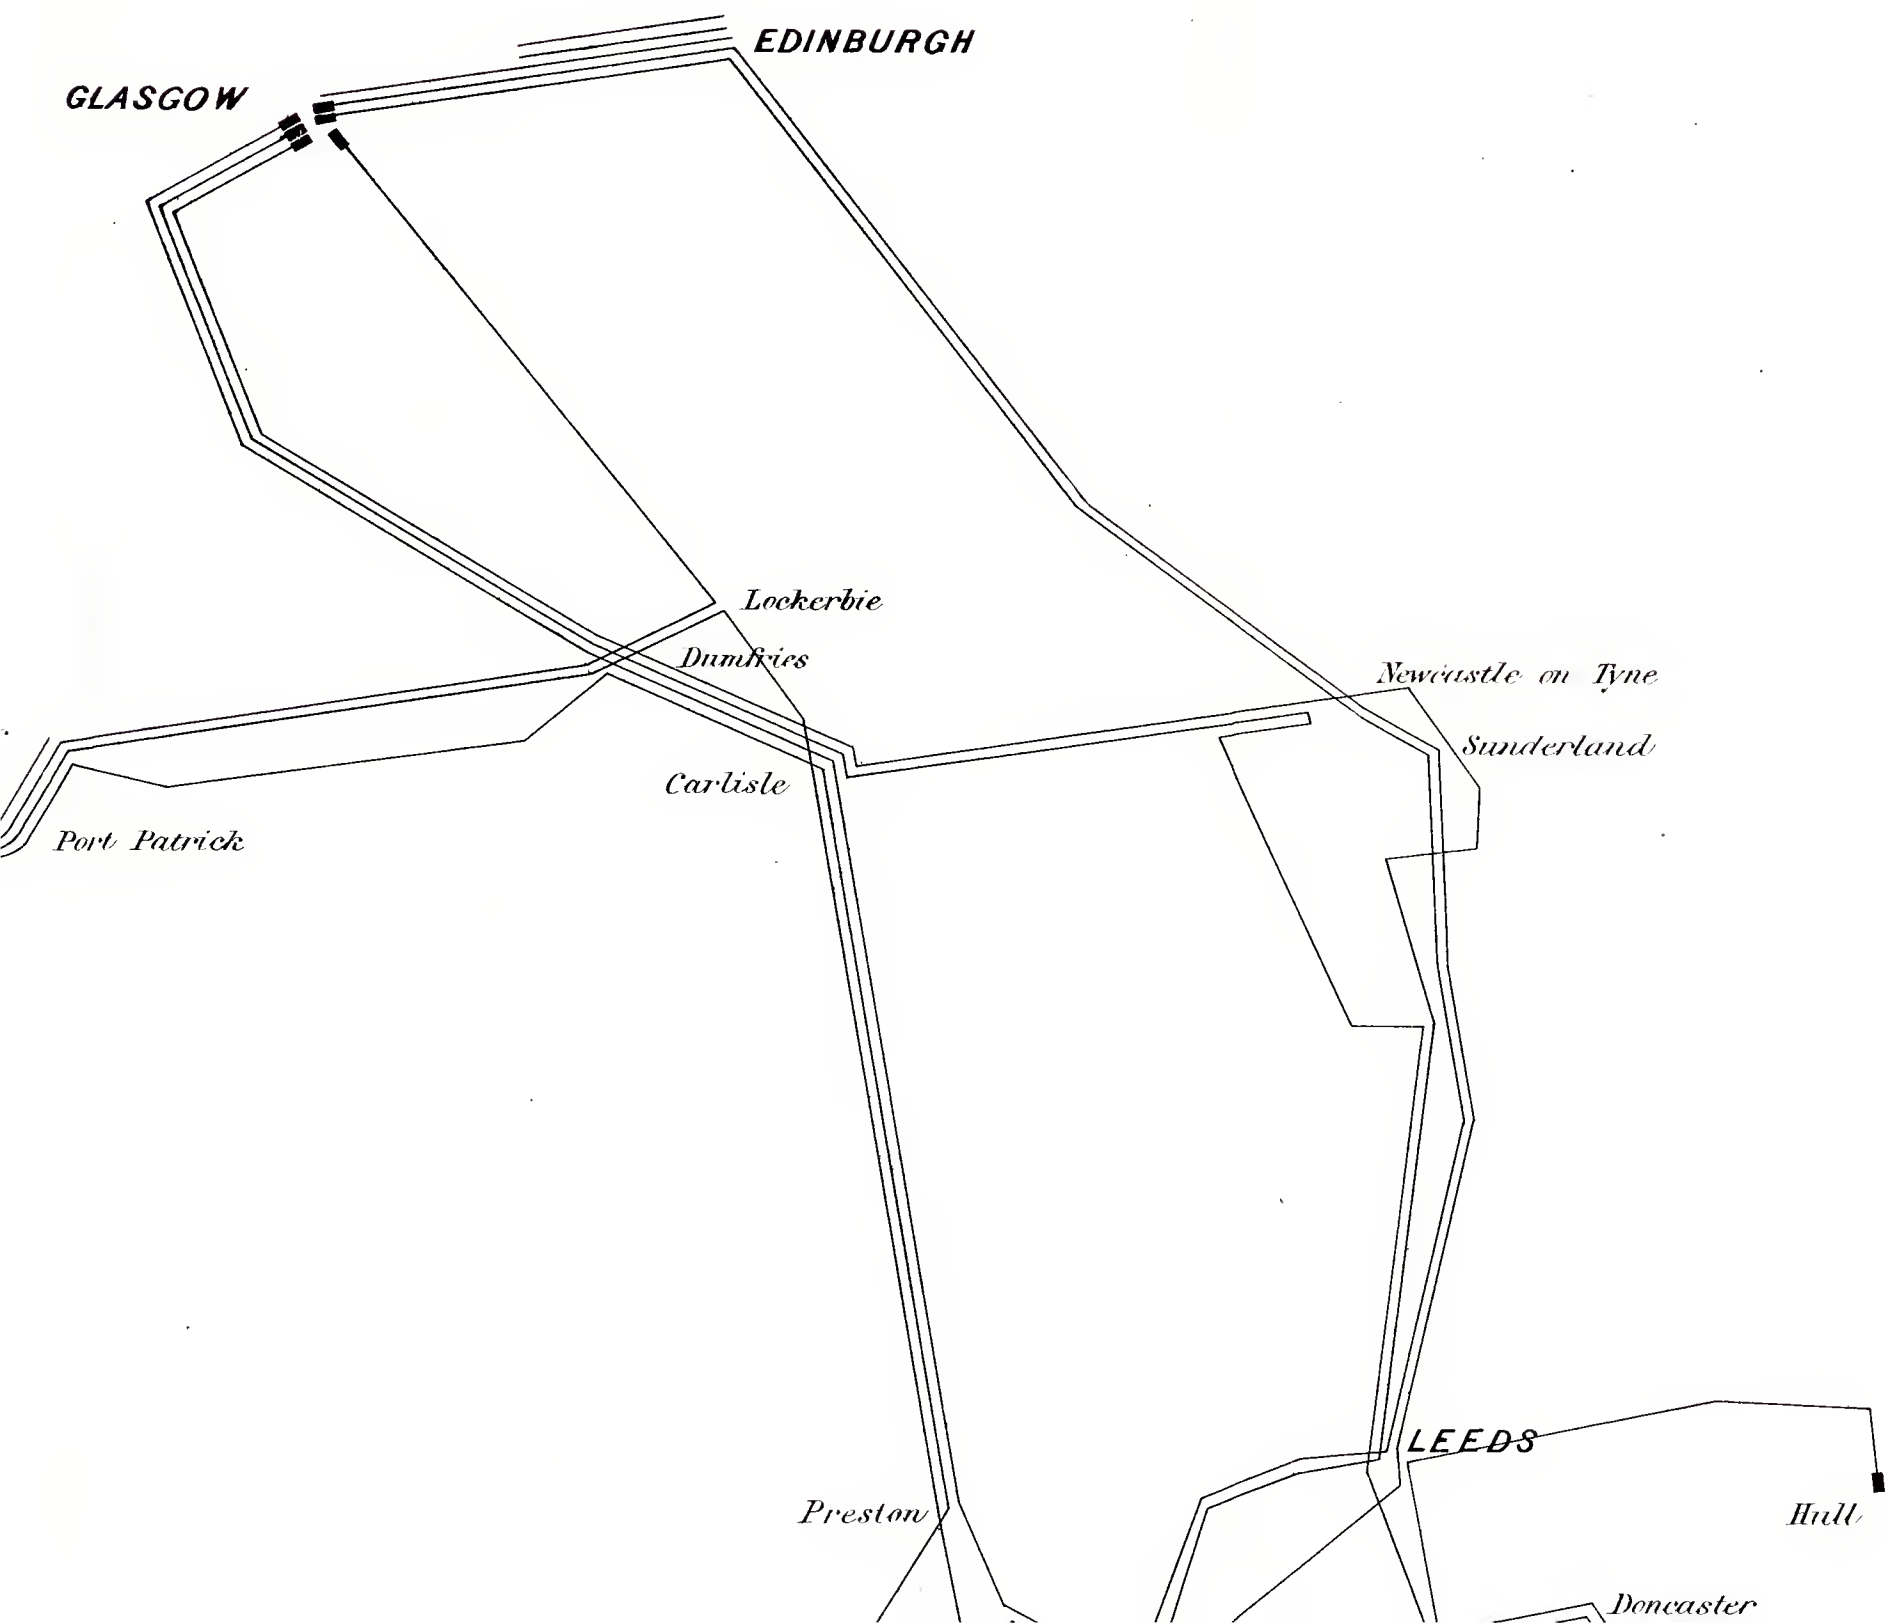 EDINBURGH
GLASGOW
Lockerbie
Dumfries
Newcastle on Tyne
Sunderland
Carlisle
Port Patrick
LEEDS
Preston
Hull
Doncaster